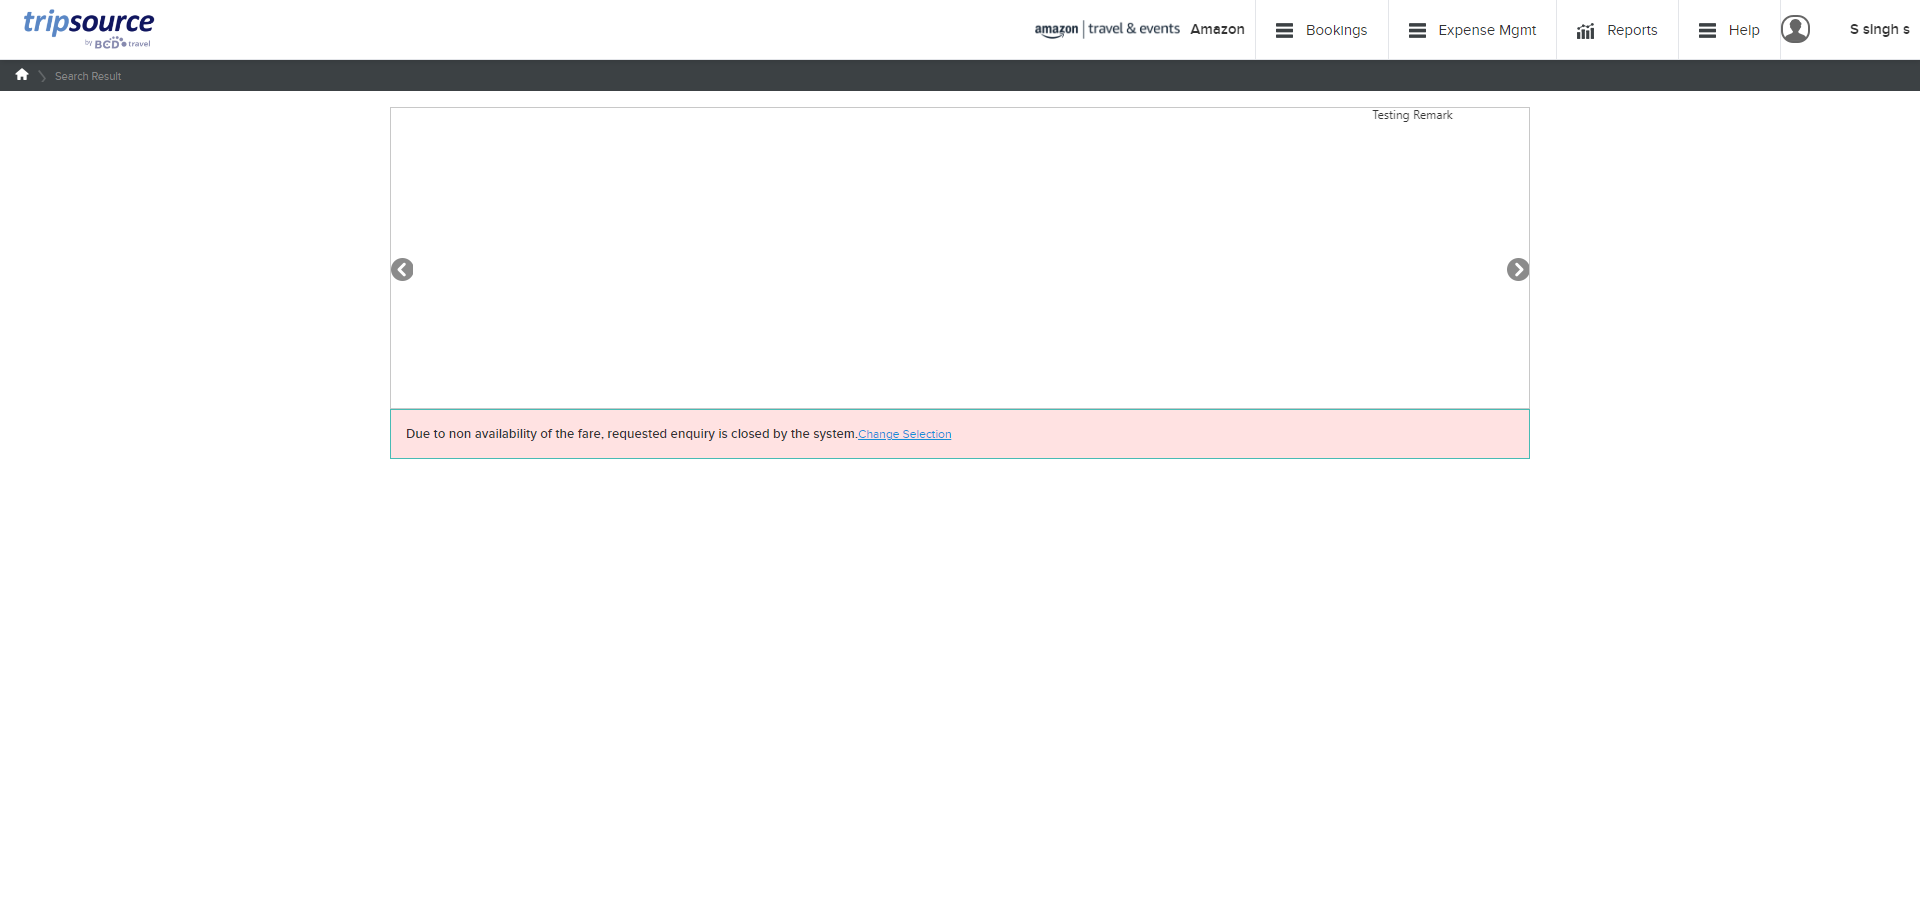 tripsource
by BCD travel
amazon | travel & events Amazon
Bookings
Expense Mgmt
Reports
Help
S singh s
Search Result
Testing Remark
Due to non availability of the fare, requested enquiry is closed by the system.Change Selection